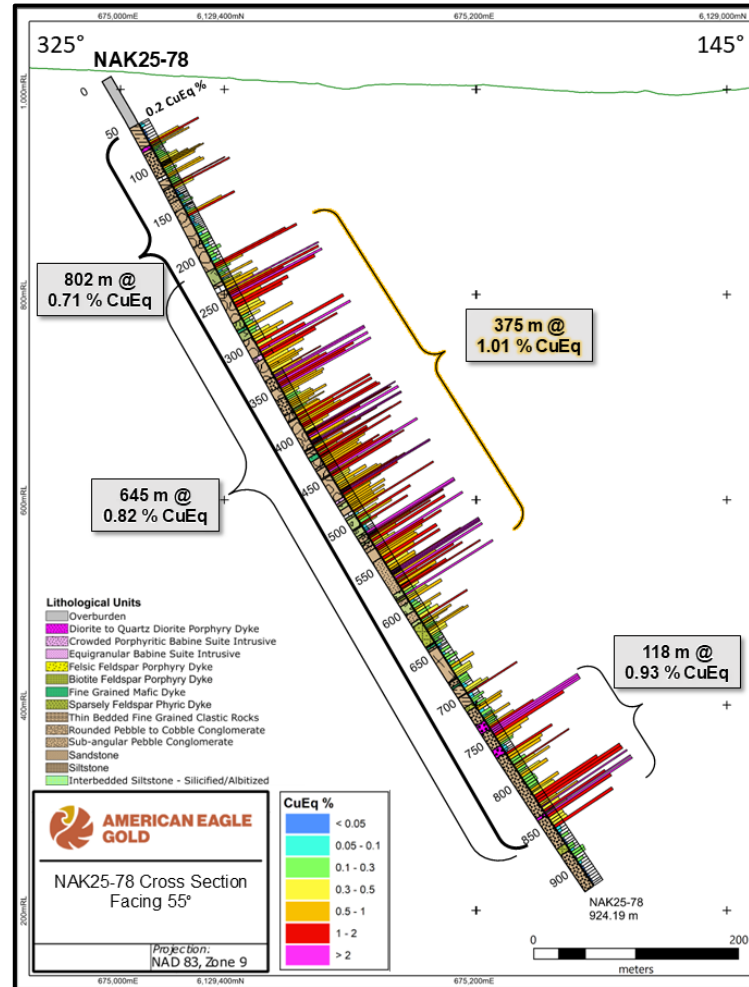 675,000mE
6,129,400mN
675,200mE
6,129,000mN
325°
145°
NAK25-78
1,000mRL
800mRL
600mRL
400mRL
200mRL
0.2 CuEq %
0
50
100
150
200
250
300
350
400
450
500
550
600
650
700
750
800
850
900
802 m @
0.71 % CuEq
375 m @
1.01 % CuEq
645 m @
0.82 % CuEq
118 m @
0.93 % CuEq
Lithological Units
Overburden
Diorite to Quartz Diorite Porphyry Dyke
Crowded Porphyritic Babine Suite Intrusive
Equigranular Babine Suite Intrusive
Felsic Feldspar Porphyry Dyke
Biotite Feldspar Porphyry Dyke
Fine Grained Mafic Dyke
Sparsely Feldspar Phyric Dyke
Thin Bedded Fine Grained Clastic Rocks
Rounded Pebble to Cobble Conglomerate
Sub-angular Pebble Conglomerate
Sandstone
Siltstone
Interbedded Siltstone - Silicified/Albitized
AMERICAN EAGLE
GOLD
NAK25-78 Cross Section
Facing 55°
Projection:
NAD 83, Zone 9
CuEq %
< 0.05
0.05 - 0.1
0.1 - 0.3
0.3 - 0.5
0.5 - 1
1 - 2
> 2
NAK25-78
924.19 m
0
200
meters
1,000mRL
800mRL
600mRL
400mRL
200mRL
675,000mE
6,129,400mN
675,200mE
6,129,000mN